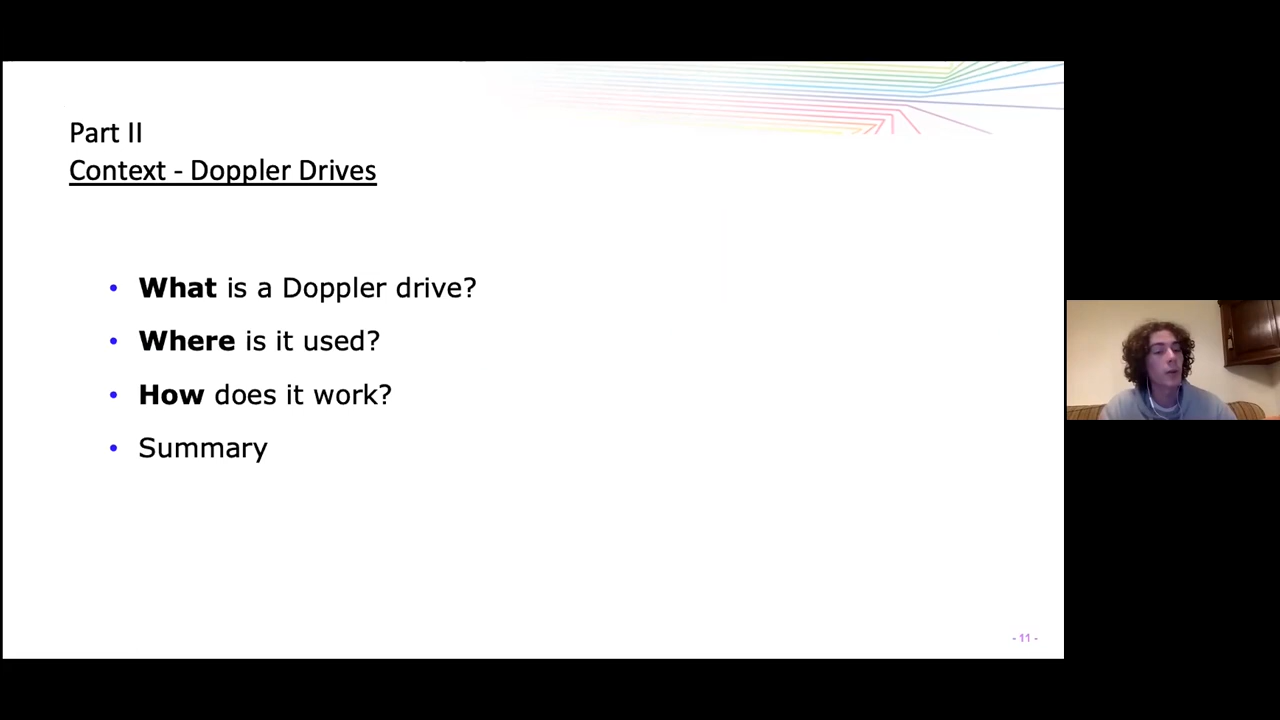 Part II
Context - Doppler Drives
• What is a Doppler drive?
• Where is it used?
• How does it work?
• Summary
- 11 -